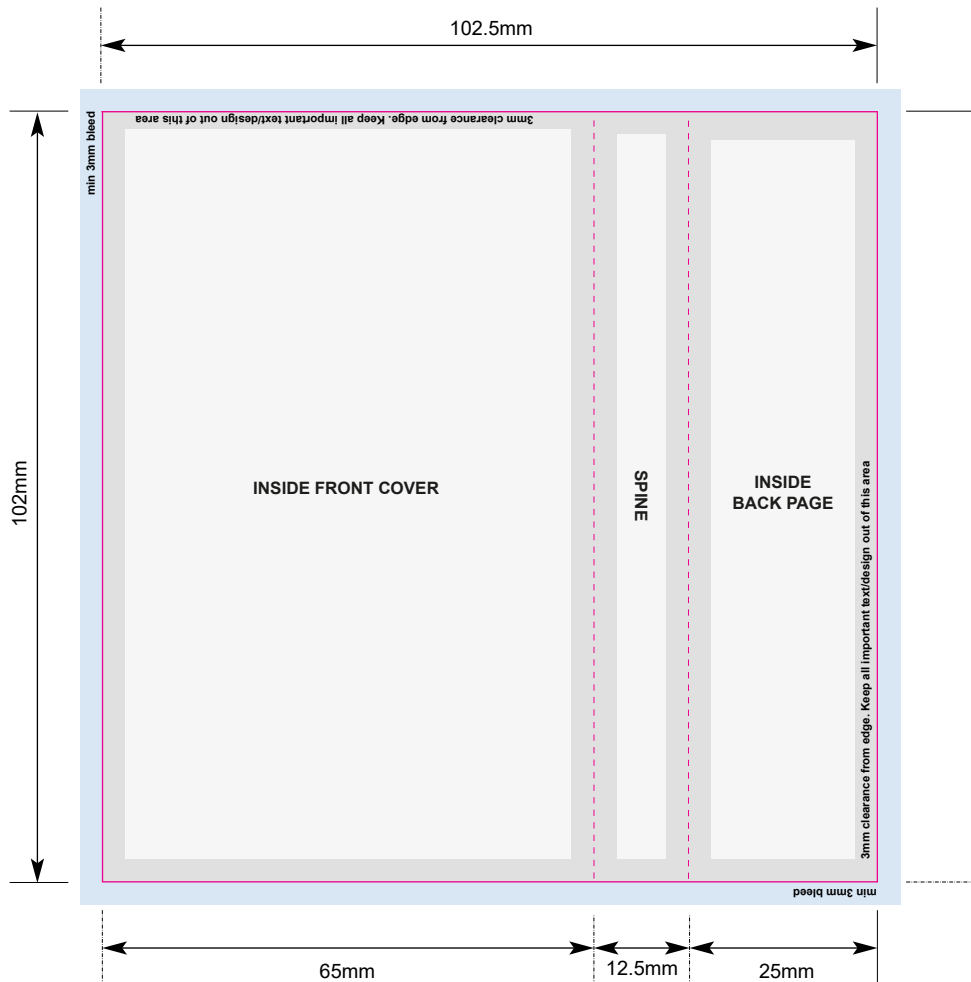 102.5mm
min 3mm bleed
3mm clearance from edge. Keep all important text/design out of this area
102mm
INSIDE FRONT COVER
SPINE
INSIDE
BACK PAGE
3mm clearance from edge. Keep all important text/design out of this area
min 3mm bleed
65mm
12.5mm
25mm